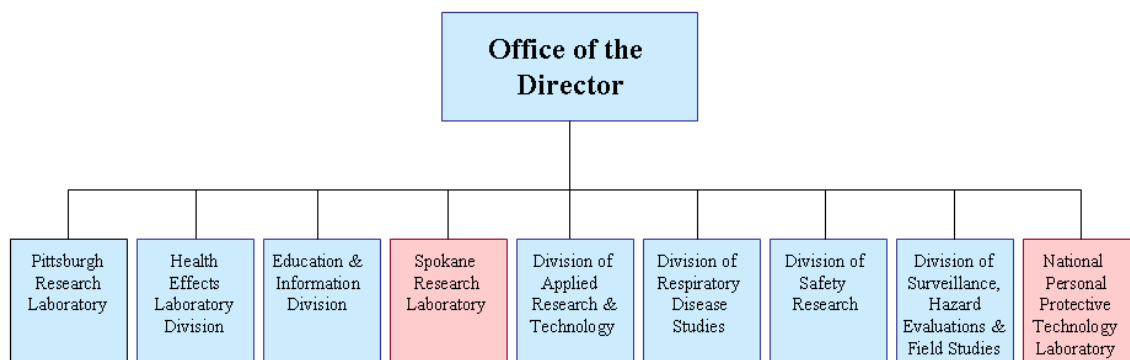 Office of the
Director
Pittsburgh
Research
Laboratory
Health
Effects
Laboratory
Division
Education &
Information
Division
Spokane
Research
Laboratory
Division of
Applied
Research &
Technology
Division of
Respiratory
Disease
Studies
Division of
Safety
Research
Division of
Surveillance,
Hazard
Evaluations &
Field Studies
National
Personal
Protective
Technology
Laboratory